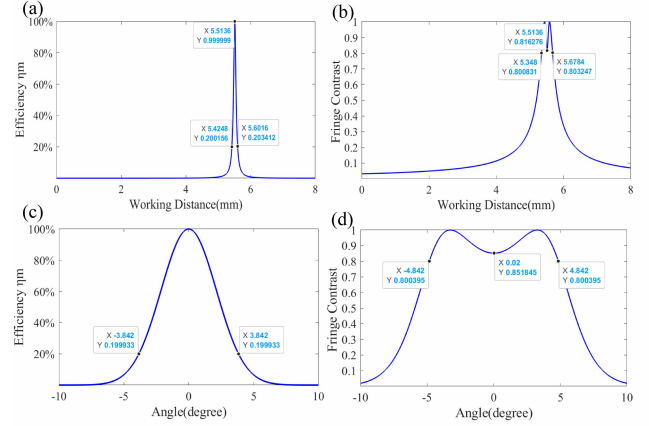 (a)
100%
80%
60%
40%
20%
Efficiency ηm
X 5.5136
Y 0.999999
X 5.4248
Y 0.200156
X 5.6016
Y 0.203412
0 2 4 6 8
Working Distance(mm)
(b)
1
0.9
0.8
0.7
0.6
0.5
0.4
0.3
0.2
0.1
Fringe Contrast
X 5.5136
Y 0.816276
X 5.348
Y 0.800831
X 5.6784
Y 0.803247
0 2 4 6 8
Working Distance(mm)
(c)
100%
80%
60%
40%
20%
Efficiency ηm
X -3.842
Y 0.199933
X 3.842
Y 0.199933
-10 -5 0 5 10
Angle(degree)
(d)
1
0.9
0.8
0.7
0.6
0.5
0.4
0.3
0.2
0.1
Fringe Contrast
X -4.842
Y 0.800395
X 0.02
Y 0.851845
X 4.842
Y 0.800395
-10 -5 0 5 10
Angle(degree)